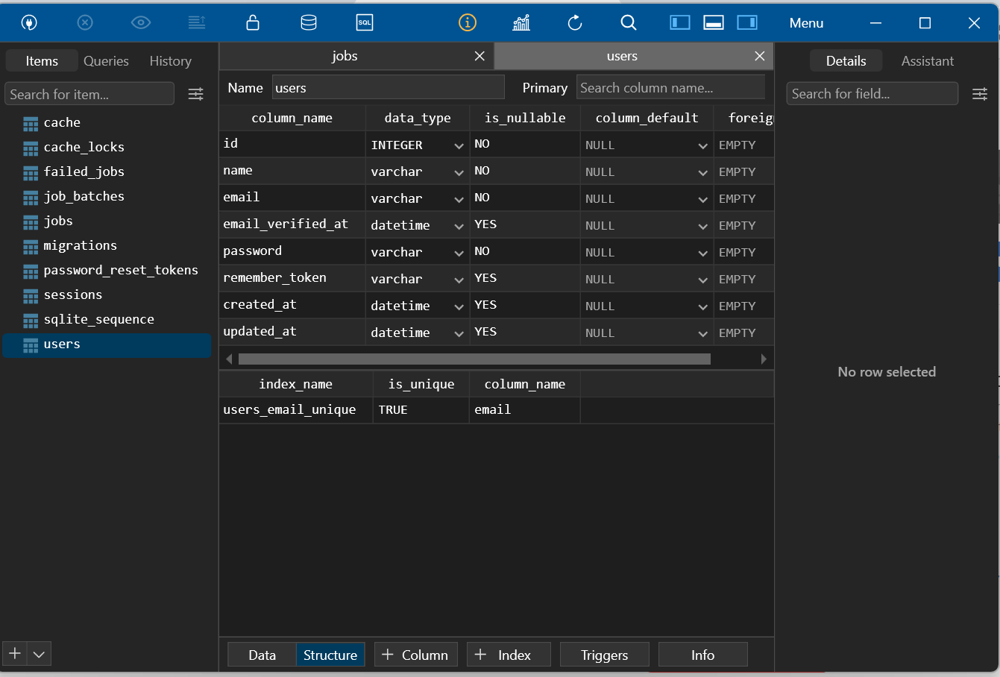 SQL Menu
Items Queries History
Search for item...
cache
cache_locks
failed_jobs
job_batches
jobs
migrations
password_reset_tokens
sessions
sqlite_sequence
users
jobs users
Name users Primary Search column name...
column_name data_type is_nullable column_default foreig
id INTEGER NO NULL EMPTY
name varchar NO NULL EMPTY
email varchar NO NULL EMPTY
email_verified_at datetime YES NULL EMPTY
password varchar NO NULL EMPTY
remember_token varchar YES NULL EMPTY
created_at datetime YES NULL EMPTY
updated_at datetime YES NULL EMPTY
index_name is_unique column_name
users_email_unique TRUE email
Data Structure + Column + Index Triggers Info
Details Assistant
Search for field...
No row selected